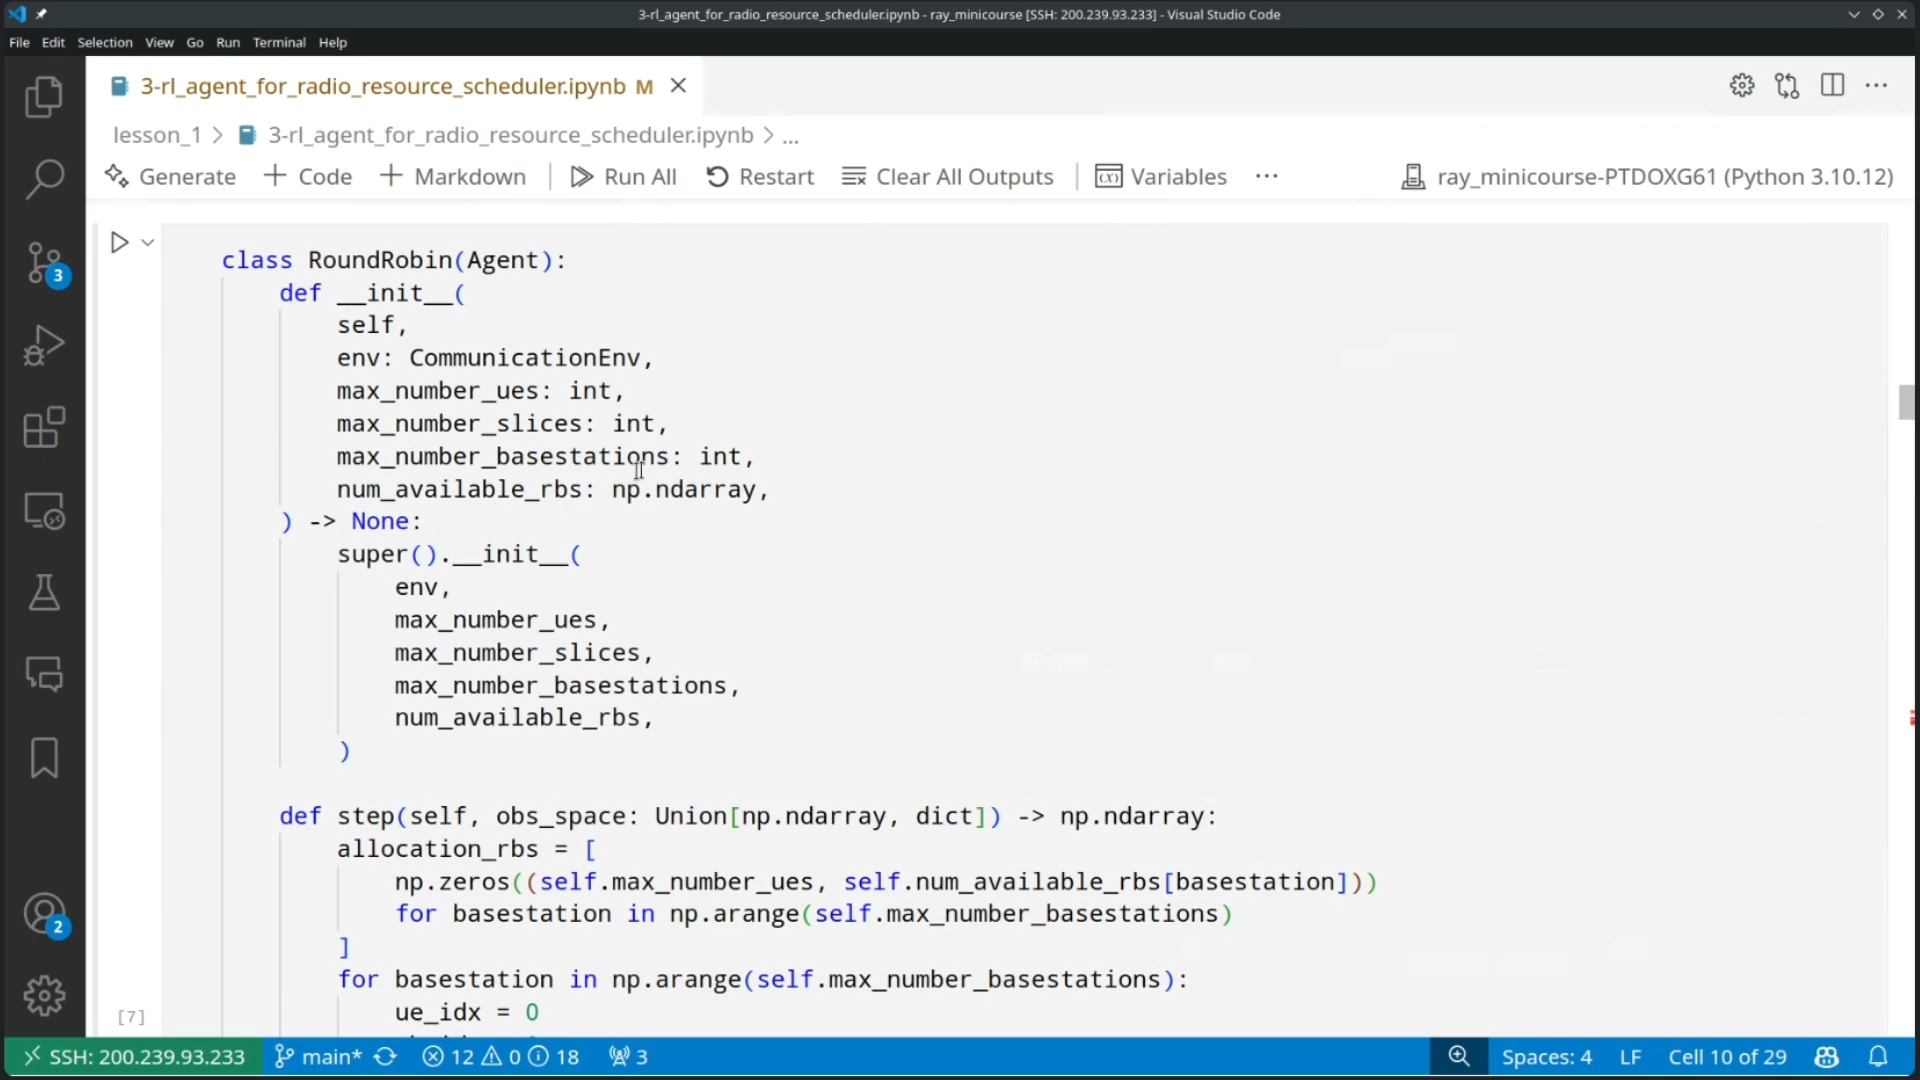 3-rl_agent_for_radio_resource_scheduler.ipynb - ray_minicourse [SSH: 200.239.93.233] - Visual Studio Code
File Edit Selection View Go Run Terminal Help
3-rl_agent_for_radio_resource_scheduler.ipynb M
lesson_1 > 3-rl_agent_for_radio_resource_scheduler.ipynb > ...
Generate + Code + Markdown Run All Restart Clear All Outputs Variables ... ray_minicourse-PTDOXG61 (Python 3.10.12)
class RoundRobin(Agent):
    def __init__(
        self,
        env: CommunicationEnv,
        max_number_ues: int,
        max_number_slices: int,
        max_number_basestations: int,
        num_available_rbs: np.ndarray,
    ) -> None:
        super().__init__(
            env,
            max_number_ues,
            max_number_slices,
            max_number_basestations,
            num_available_rbs,
        )
    def step(self, obs_space: Union[np.ndarray, dict]) -> np.ndarray:
        allocation_rbs = [
            np.zeros((self.max_number_ues, self.num_available_rbs[basestation]))
            for basestation in np.arange(self.max_number_basestations)
        ]
        for basestation in np.arange(self.max_number_basestations):
            ue_idx = 0
[7]
3
2
SSH: 200.239.93.233 main* 12 0 18 3 Spaces: 4 LF Cell 10 of 29